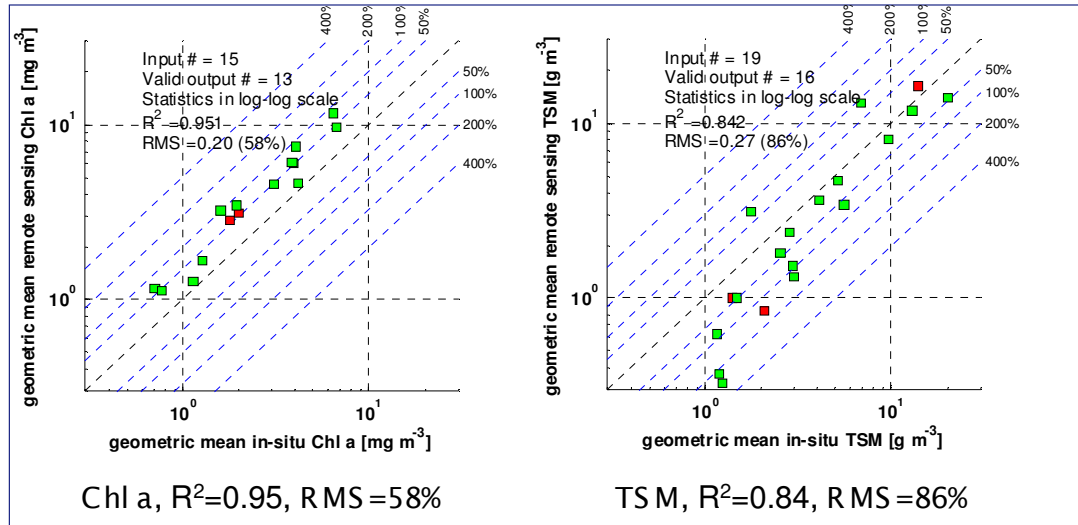 400%
200%
100%
50%
Input # = 15
Valid output # = 13
Statistics in log-log scale
R² =0.951
RMS =0.20 (58%)
50%
100%
200%
400%
10¹
10⁰
10⁰
10¹
geometric mean remote sensing Chl a [mg m⁻³]
geometric mean in-situ Chl a [mg m⁻³]
Chl a, R²=0.95, RMS=58%
400%
200%
100%
50%
Input # = 19
Valid output # = 16
Statistics in log-log scale
R² =0.842
RMS =0.27 (86%)
50%
100%
200%
400%
10¹
10⁰
10⁰
10¹
geometric mean remote sensing TSM [g m⁻³]
geometric mean in-situ TSM [g m⁻³]
TSM, R²=0.84, RMS=86%